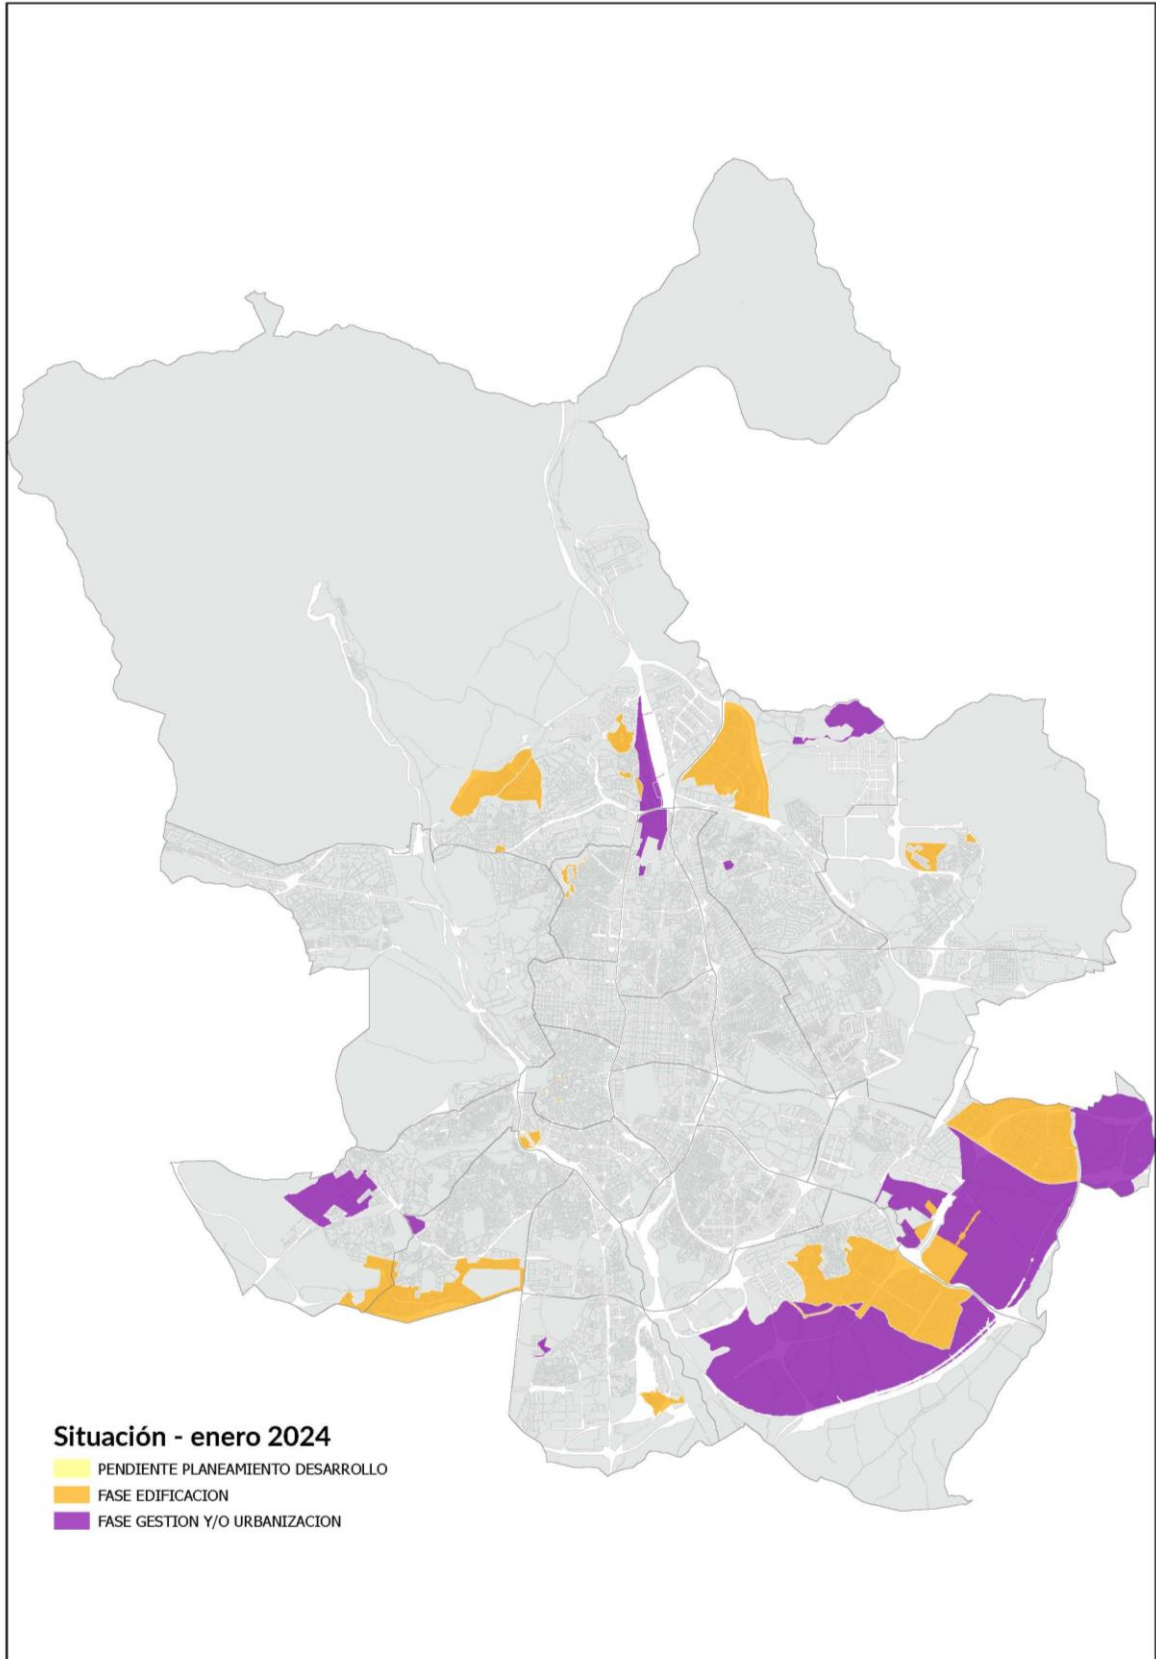 Situación - enero 2024
PENDIENTE PLANEAMIENTO DESARROLLO
FASE EDIFICACION
FASE GESTION Y/O URBANIZACION